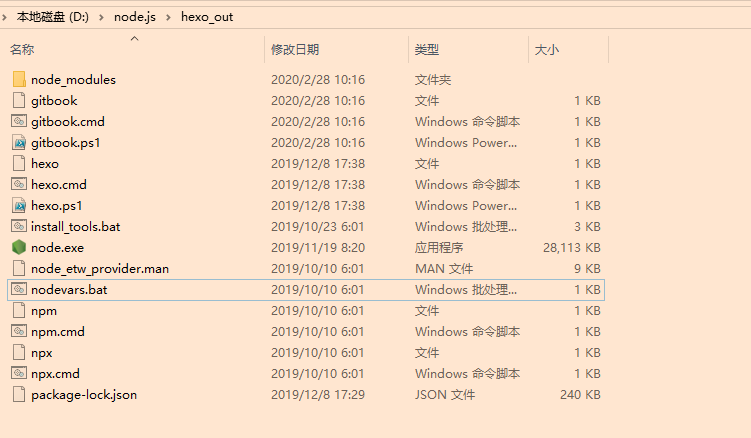 本地磁盘 (D:) > node.js > hexo_out
名称 修改日期 类型 大小
node_modules 2020/2/28 10:16 文件夹
gitbook 2020/2/28 10:16 文件 1 KB
gitbook.cmd 2020/2/28 10:16 Windows 命令脚本 1 KB
gitbook.ps1 2020/2/28 10:16 Windows Power... 1 KB
hexo 2019/12/8 17:38 文件 1 KB
hexo.cmd 2019/12/8 17:38 Windows 命令脚本 1 KB
hexo.ps1 2019/12/8 17:38 Windows Power... 1 KB
install_tools.bat 2019/10/23 6:01 Windows 批处理... 3 KB
node.exe 2019/11/19 8:20 应用程序 28,113 KB
node_etw_provider.man 2019/10/10 6:01 MAN 文件 9 KB
nodevars.bat 2019/10/10 6:01 Windows 批处理... 1 KB
npm 2019/10/10 6:01 文件 1 KB
npm.cmd 2019/10/10 6:01 Windows 命令脚本 1 KB
npx 2019/10/10 6:01 文件 1 KB
npx.cmd 2019/10/10 6:01 Windows 命令脚本 1 KB
package-lock.json 2019/12/8 17:29 JSON 文件 240 KB